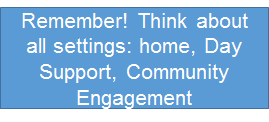 Remember! Think about
all settings: home, Day
Support, Community
Engagement